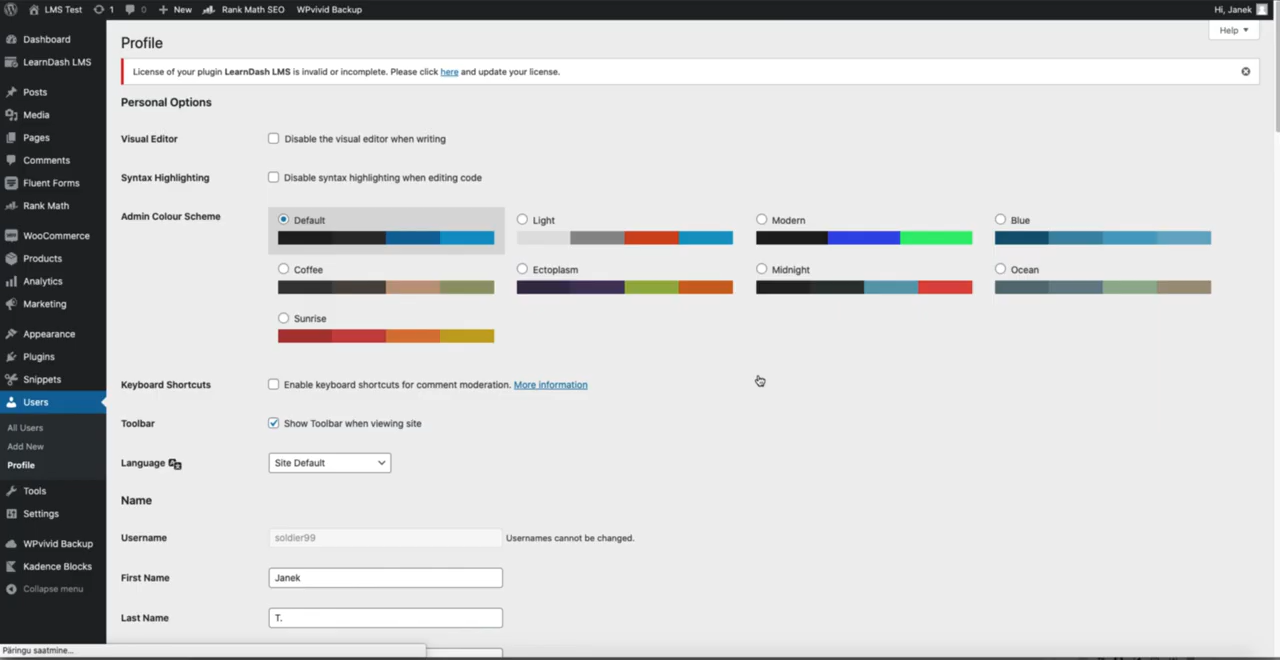 LMS Test 1 0 New Rank Math SEO WPvivid Backup Hi, Janek
Help
Dashboard
LearnDash LMS
Posts
Media
Pages
Comments
Fluent Forms
Rank Math
WooCommerce
Products
Analytics
Marketing
Appearance
Plugins
Snippets
Users
All Users
Add New
Profile
Tools
Settings
WPvivid Backup
Kadence Blocks
Collapse menu
Profile
License of your plugin LearnDash LMS is invalid or incomplete. Please click here and update your license.
Personal Options
Visual Editor Disable the visual editor when writing
Syntax Highlighting Disable syntax highlighting when editing code
Admin Colour Scheme Default Light Modern Blue
Coffee Ectoplasm Midnight Ocean
Sunrise
Keyboard Shortcuts Enable keyboard shortcuts for comment moderation. More information
Toolbar Show Toolbar when viewing site
Language Site Default
Name
Username soldier99 Usernames cannot be changed.
First Name Janek
Last Name T.
Päringu saatmine...